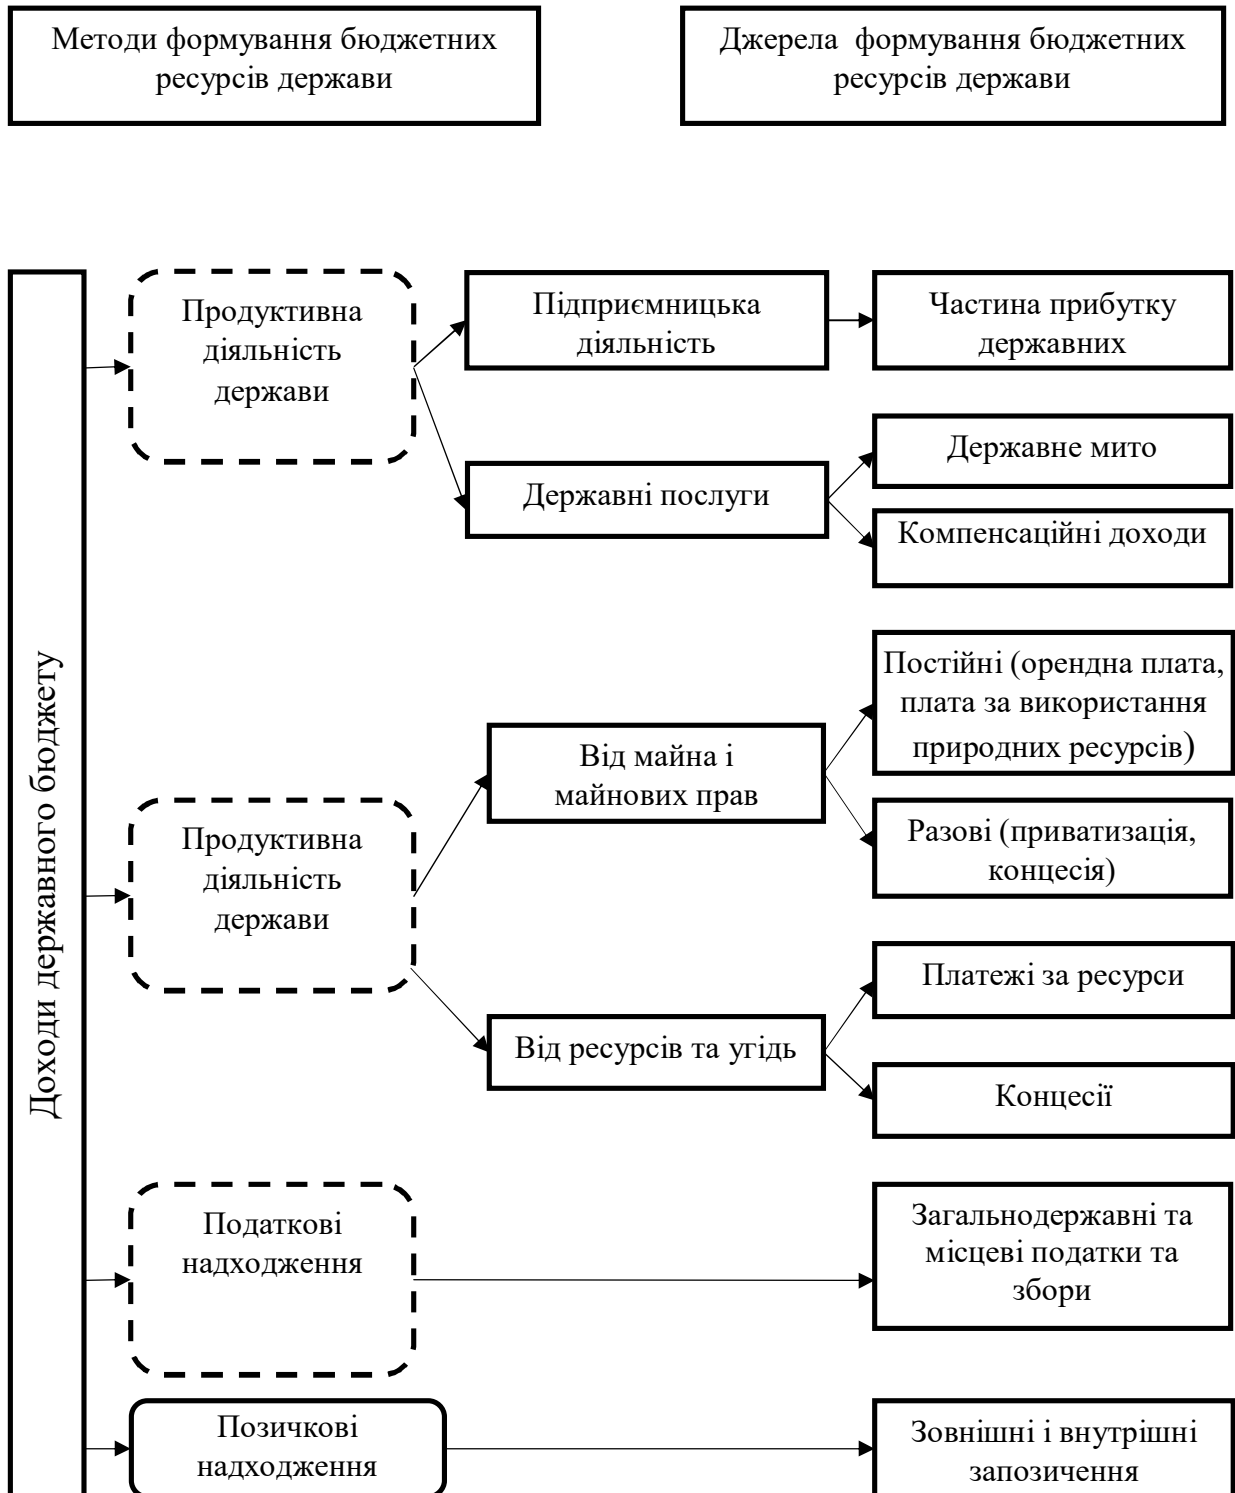 Методи формування бюджетних
ресурсів держави
Джерела формування бюджетних
ресурсів держави
Доходи державного бюджету
Продуктивна
діяльність
держави
Підприємницька
діяльність
Частина прибутку
державних
Державні послуги
Державне мито
Компенсаційні доходи
Продуктивна
діяльність
держави
Від майна і
майнових прав
Постійні (орендна плата,
плата за використання
природних ресурсів)
Разові (приватизація,
концесія)
Від ресурсів та угідь
Платежі за ресурси
Концесії
Податкові
надходження
Загальнодержавні та
місцеві податки та
збори
Позичкові
надходження
Зовнішні і внутрішні
запозичення